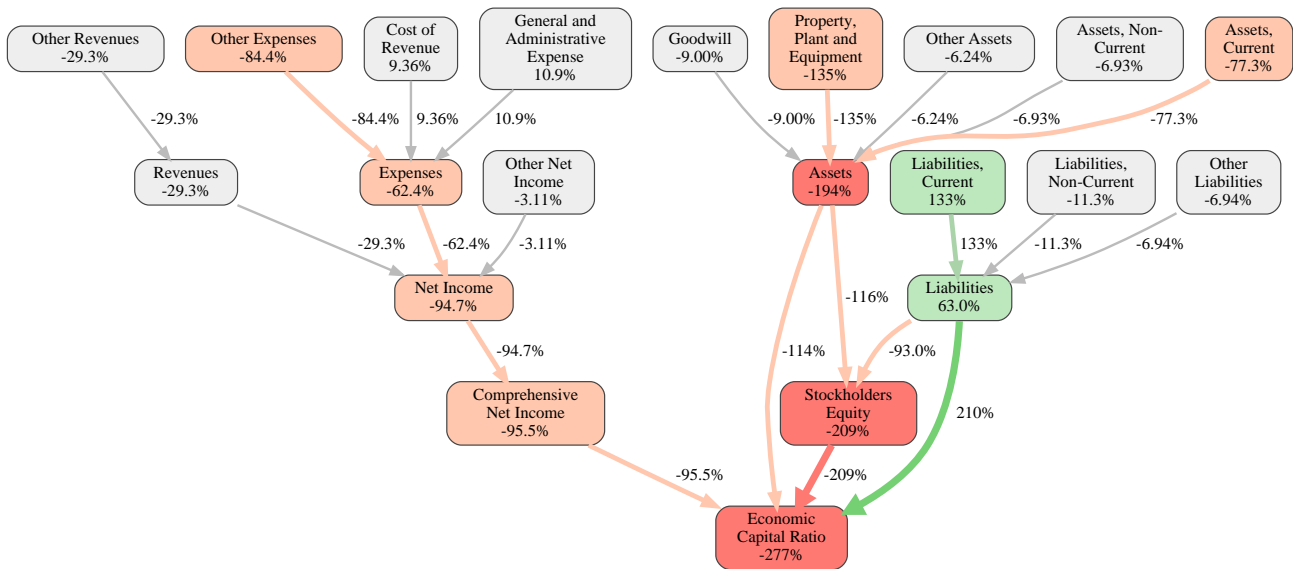 Other Revenues
-29.3%
Other Expenses
-84.4%
Cost of
Revenue
9.36%
General and
Administrative
Expense
10.9%
Goodwill
-9.00%
Property,
Plant and
Equipment
-135%
Other Assets
-6.24%
Assets, Non-
Current
-6.93%
Assets,
Current
-77.3%
-29.3%
-84.4%
9.36%
10.9%
-9.00%
-135%
-6.24%
-6.93%
-77.3%
Revenues
-29.3%
Expenses
-62.4%
Other Net
Income
-3.11%
Assets
-194%
Liabilities,
Current
133%
Liabilities,
Non-Current
-11.3%
Other
Liabilities
-6.94%
-29.3%
-62.4%
-3.11%
133%
-11.3%
-6.94%
Net Income
-94.7%
-116%
Liabilities
63.0%
-94.7%
-114%
-93.0%
Comprehensive
Net Income
-95.5%
Stockholders
Equity
-209%
210%
-95.5%
-209%
Economic
Capital Ratio
-277%